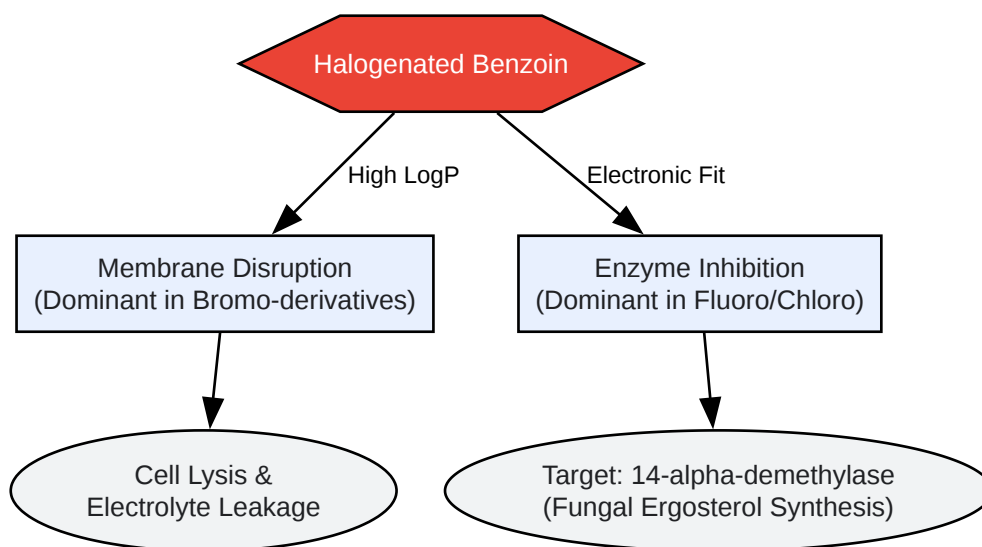 Halogenated Benzoin
High LogP
Electronic Fit
Membrane Disruption
(Dominant in Bromo-derivatives)
Enzyme Inhibition
(Dominant in Fluoro/Chloro)
Cell Lysis &
Electrolyte Leakage
Target: 14-alpha-demethylase
(Fungal Ergosterol Synthesis)